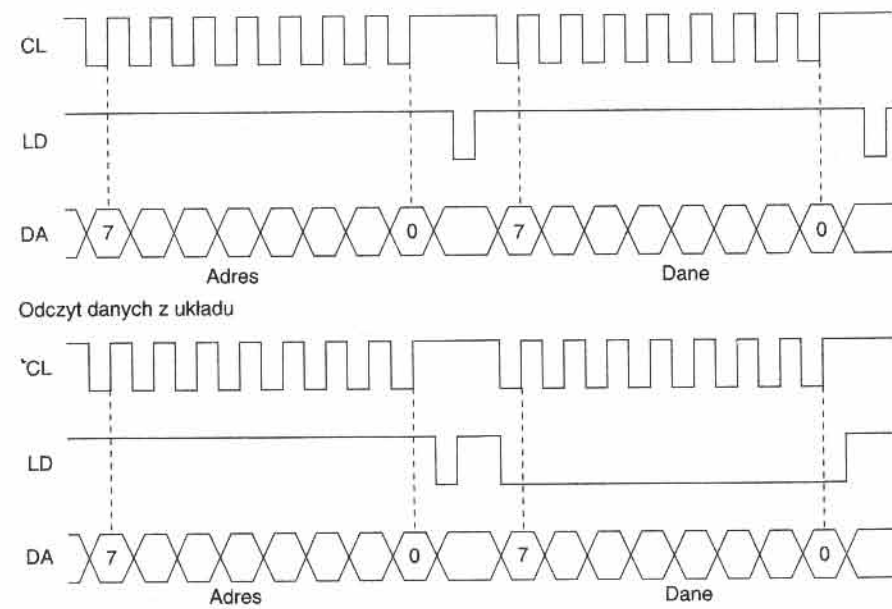 CL
LD
DA 7 0 7 0
Adres Dane
Odczyt danych z układu
CL
LD
DA 7 0 7 0
Adres Dane